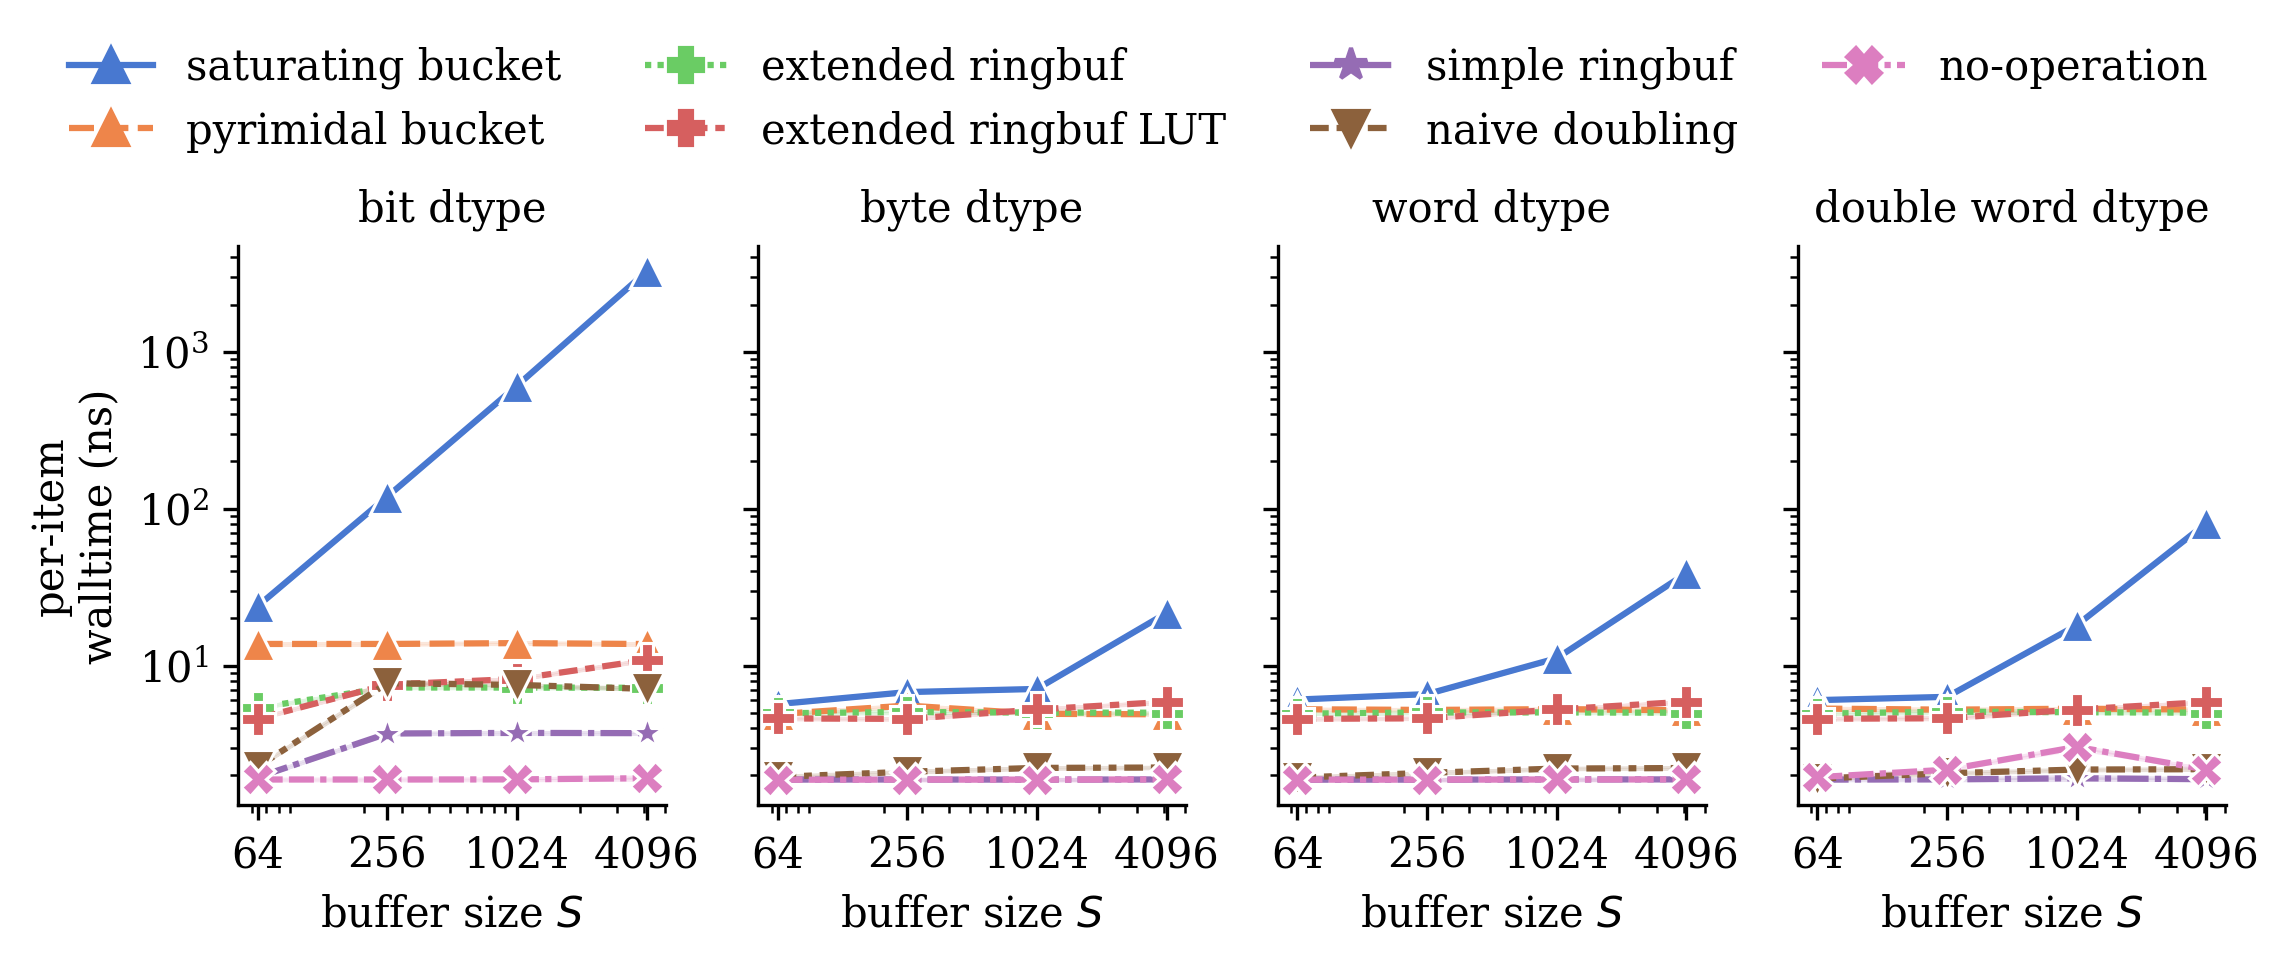 saturating bucket
pyrimidal bucket
extended ringbuf
extended ringbuf LUT
simple ringbuf
naive doubling
no-operation
bit dtype
byte dtype
word dtype
double word dtype
per-item
walltime (ns)
10³
10²
10¹
64 256 1024 4096
64 256 1024 4096
64 256 1024 4096
64 256 1024 4096
buffer size S
buffer size S
buffer size S
buffer size S